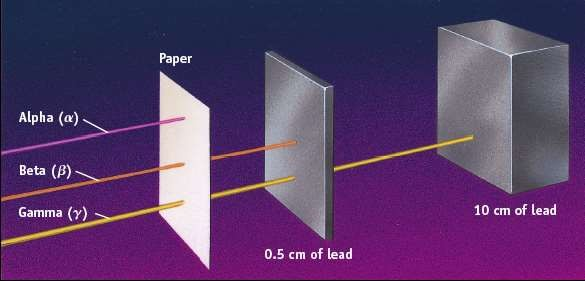 Paper
Alpha (α)
Beta (β)
Gamma (γ)
0.5 cm of lead
10 cm of lead